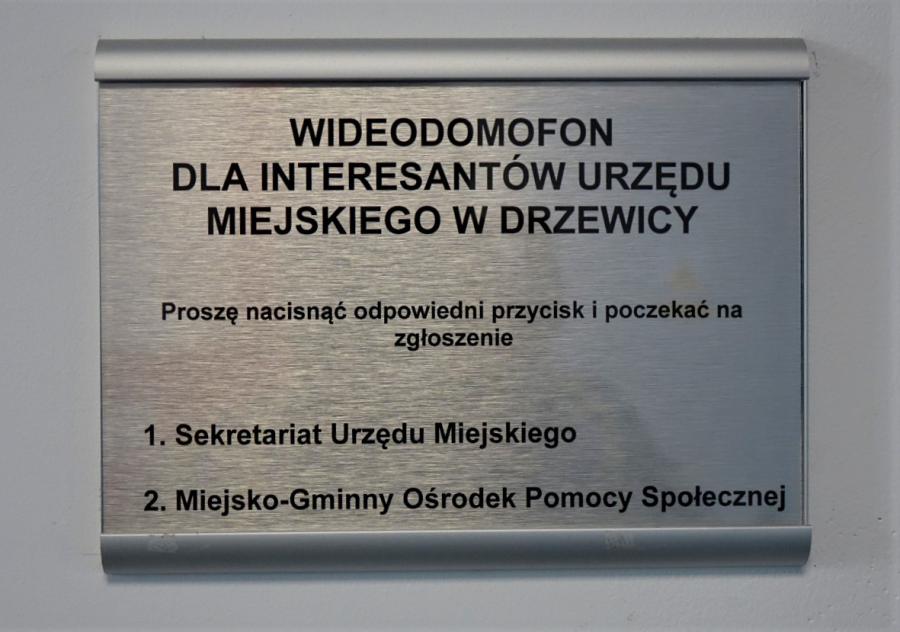 WIDEODOMOFON
DLA INTERESANTÓW URZĘDU
MIEJSKIEGO W DRZEWICY
Proszę nacisnąć odpowiedni przycisk i poczekać na
zgłoszenie
1. Sekretariat Urzędu Miejskiego
2. Miejsko-Gminny Ośrodek Pomocy Społecznej